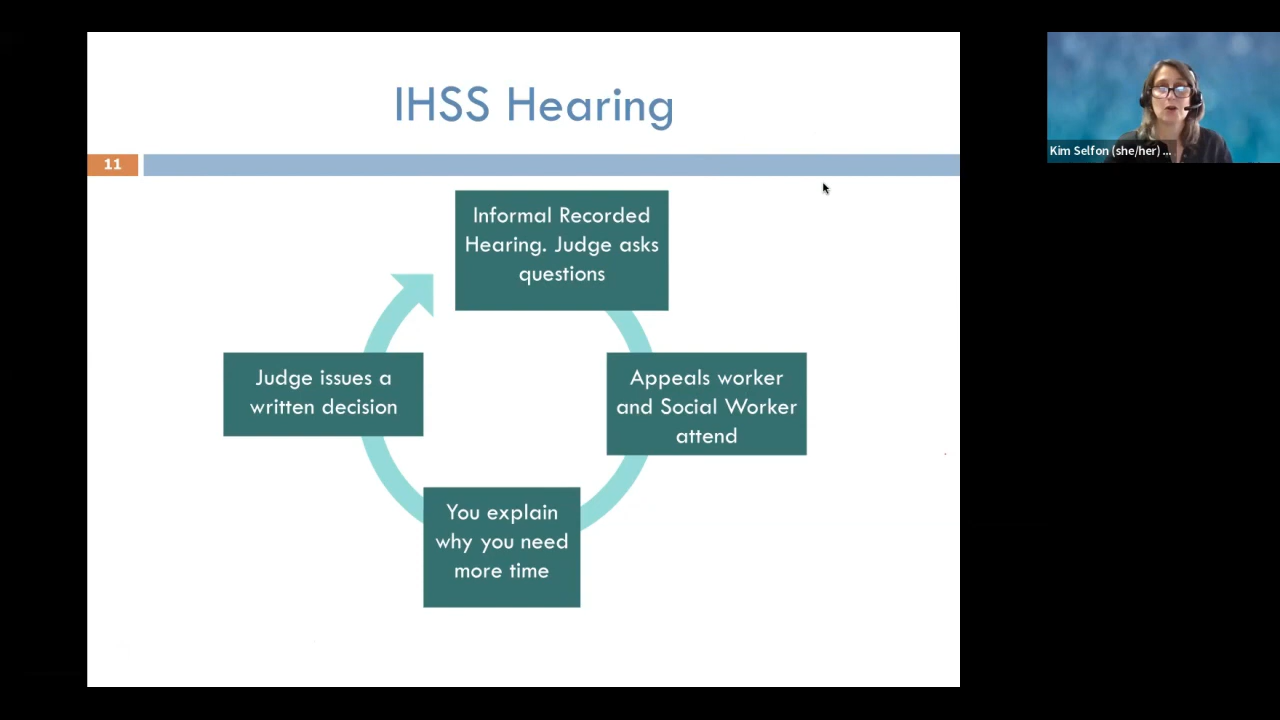 IHSS Hearing
11
Informal Recorded
Hearing. Judge asks
questions
Appeals worker
and Social Worker
attend
You explain
why you need
more time
Judge issues a
written decision
Kim Selfon (she/her) ...